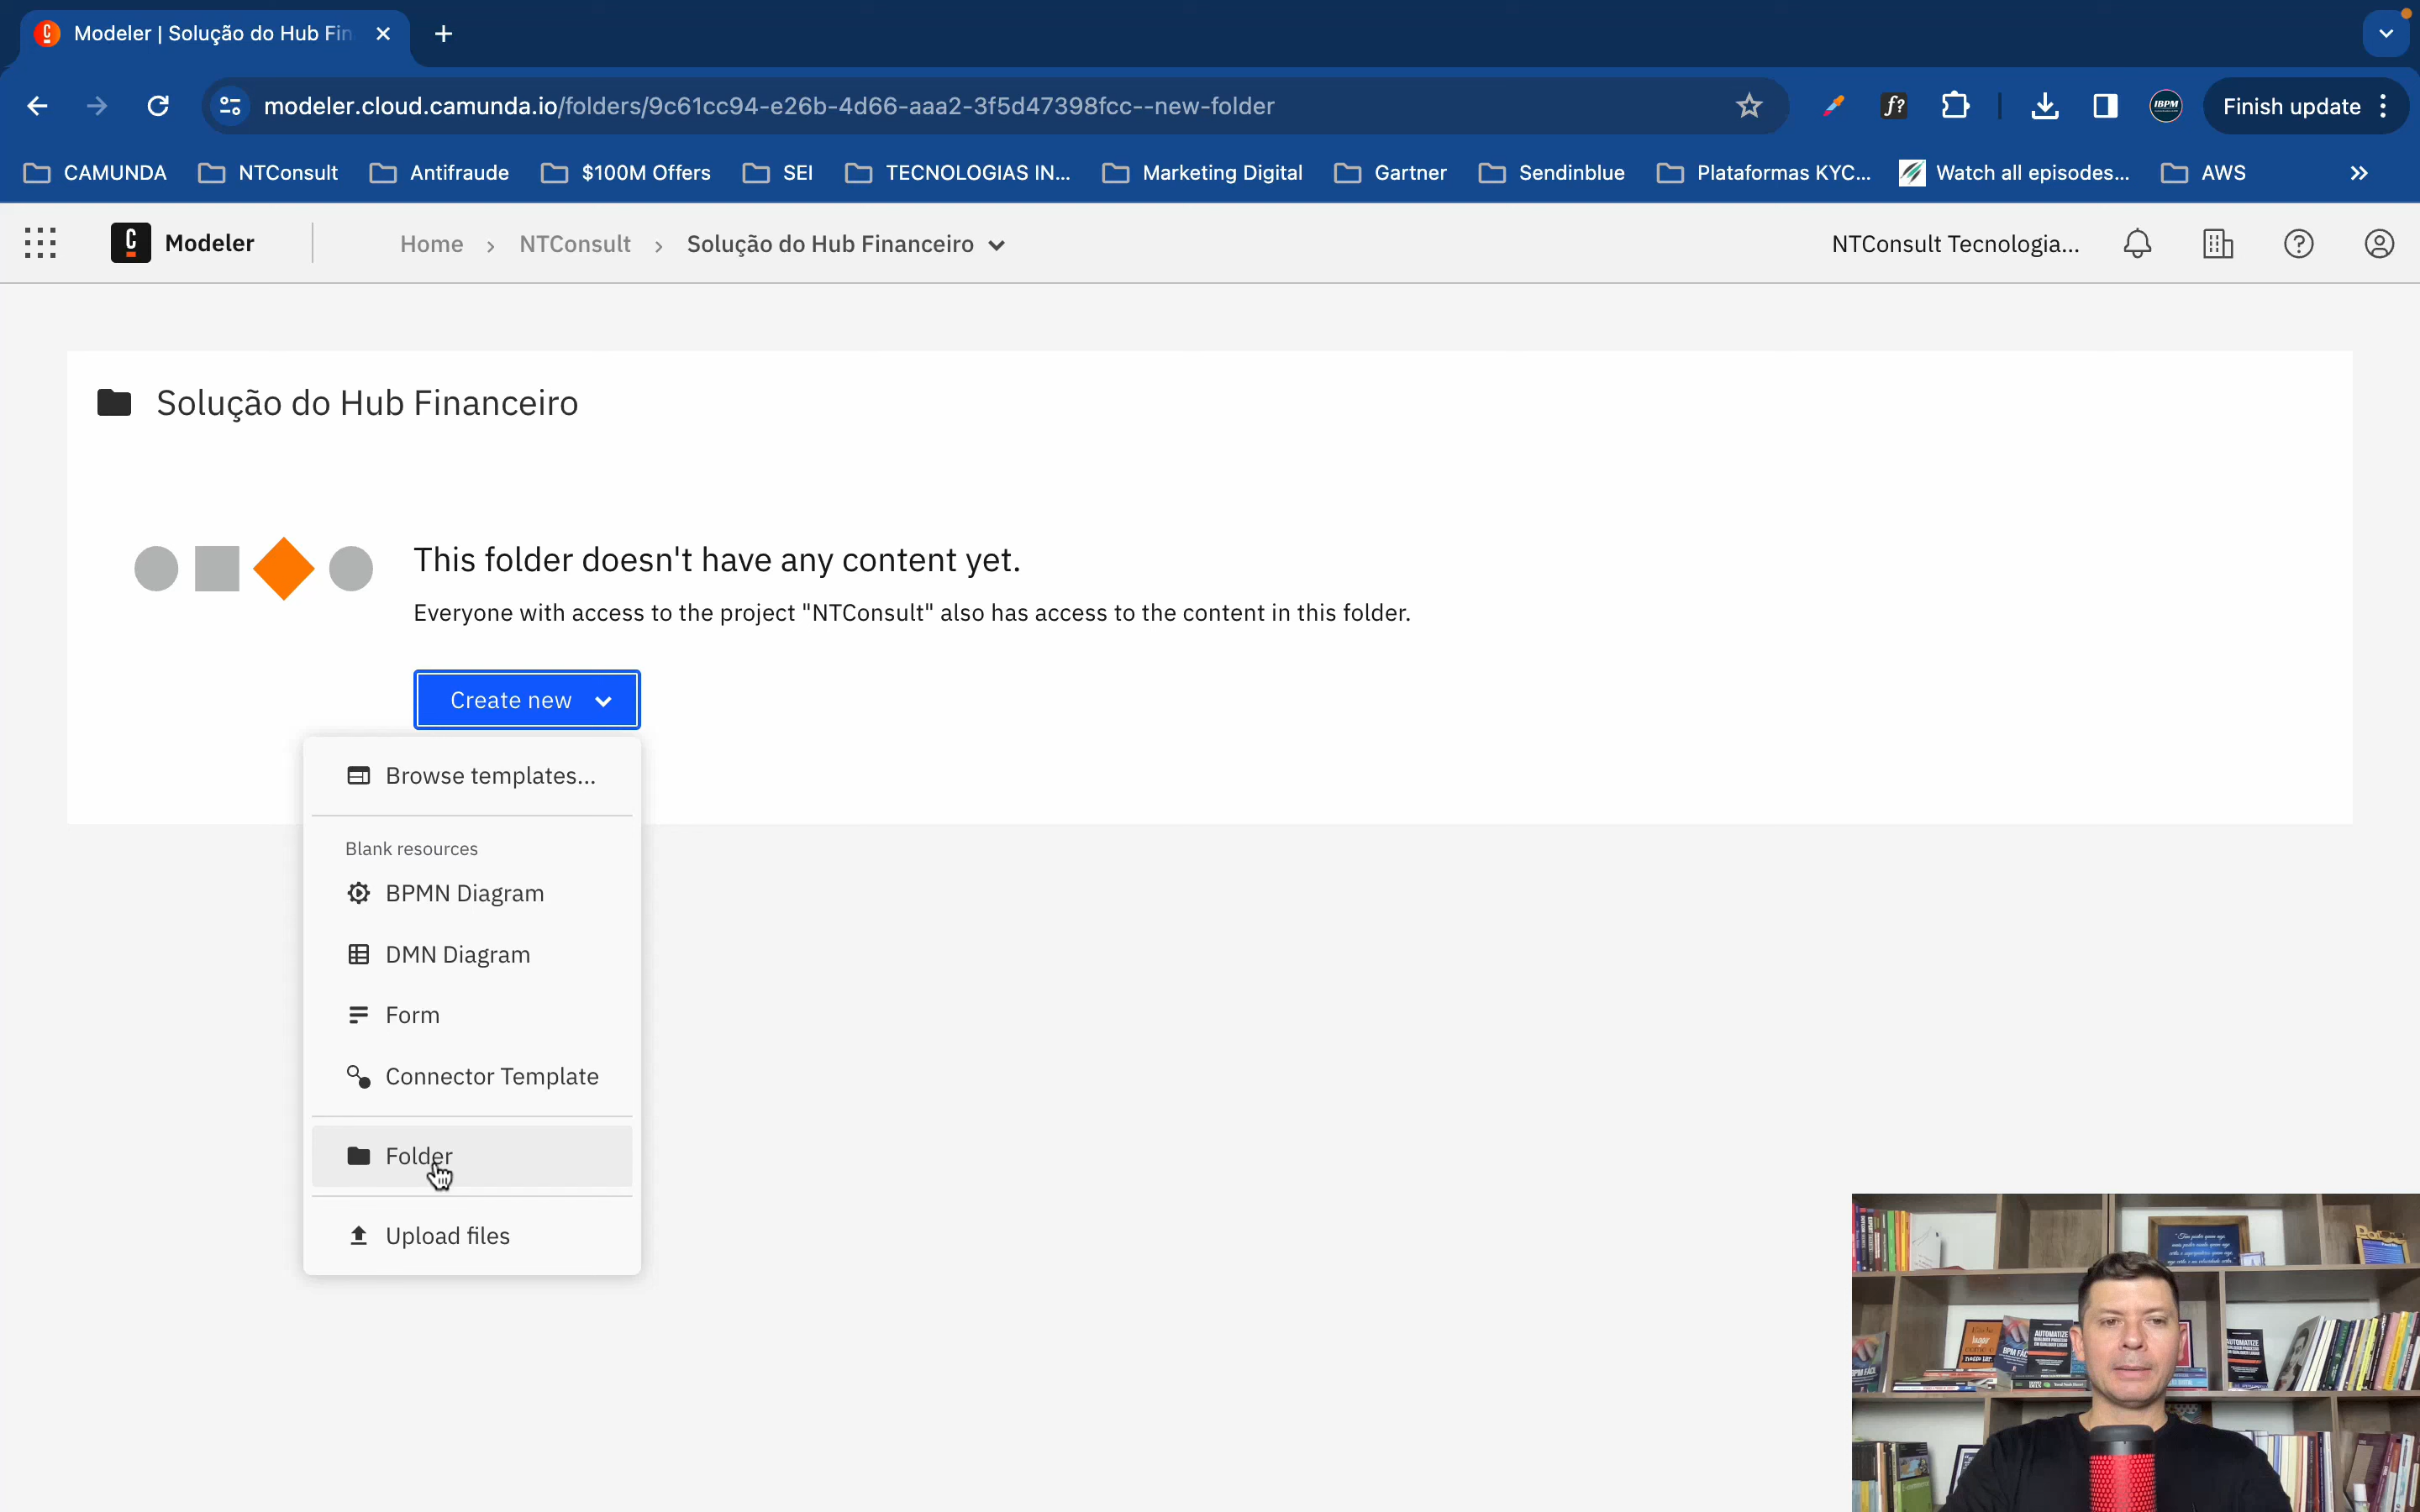 Modeler | Solução do Hub Fin
modeler.cloud.camunda.io/folders/9c61cc94-e26b-4d66-aaa2-3f5d47398fcc--new-folder
f?
IBPM
Finish update
CAMUNDA
NTConsult
Antifraude
$100M Offers
SEI
TECNOLOGIAS IN...
Marketing Digital
Gartner
Sendinblue
Plataformas KYC...
Watch all episodes...
AWS
Modeler
Home > NTConsult > Solução do Hub Financeiro
NTConsult Tecnologia...
Solução do Hub Financeiro
This folder doesn't have any content yet.
Everyone with access to the project "NTConsult" also has access to the content in this folder.
Create new
Browse templates...
Blank resources
BPMN Diagram
DMN Diagram
Form
Connector Template
Folder
Upload files
BPM FÁCIL
AUTOMATIZE